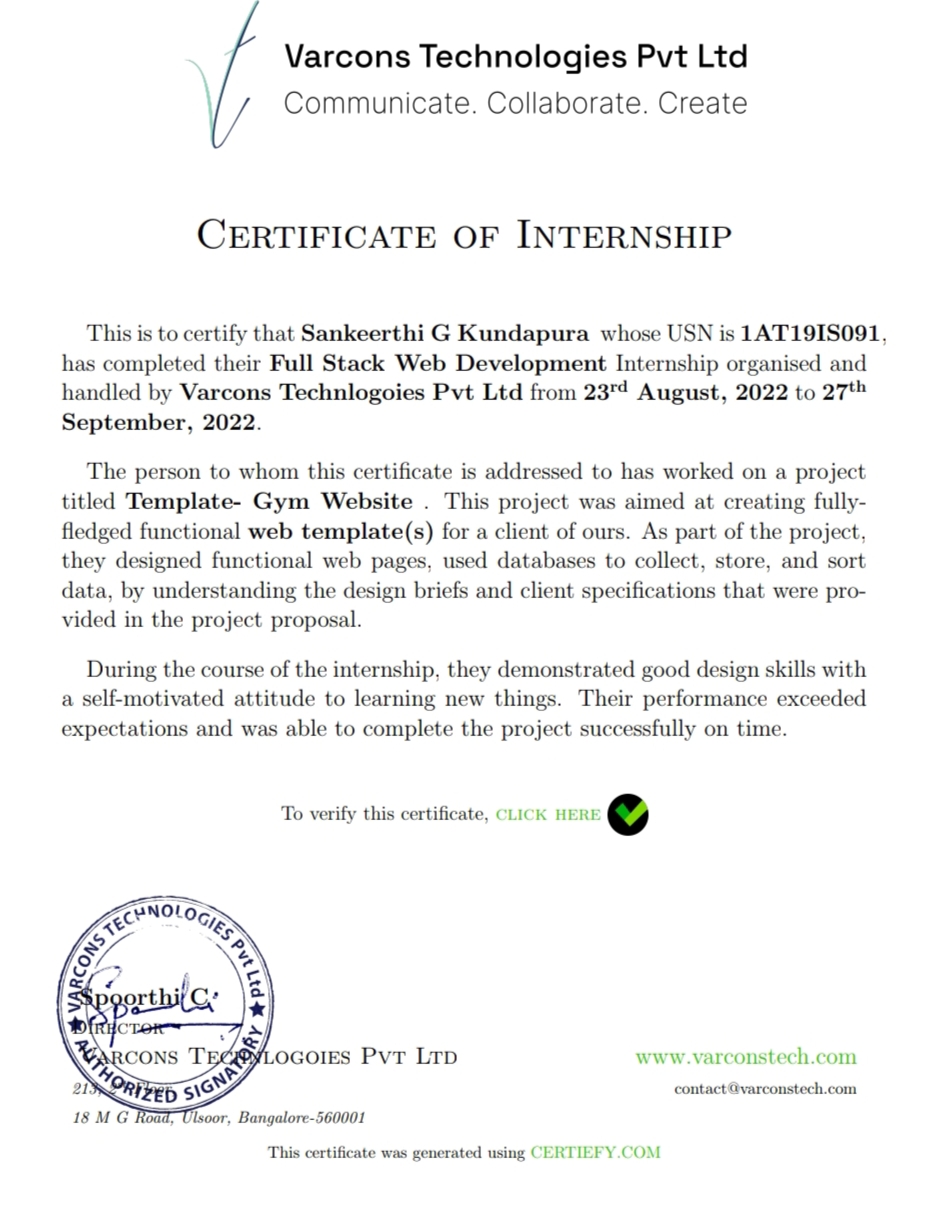 Varcons Technologies Pvt Ltd
Communicate. Collaborate. Create
CERTIFICATE OF INTERNSHIP
This is to certify that Sankeerthi G Kundapura whose USN is 1AT19IS091,
has completed their Full Stack Web Development Internship organised and
handled by Varcons Technlogoies Pvt Ltd from 23rd August, 2022 to 27th
September, 2022.
The person to whom this certificate is addressed to has worked on a project
titled Template- Gym Website . This project was aimed at creating fully-
fledged functional web template(s) for a client of ours. As part of the project,
they designed functional web pages, used databases to collect, store, and sort
data, by understanding the design briefs and client specifications that were pro-
vided in the project proposal.
During the course of the internship, they demonstrated good design skills with
a self-motivated attitude to learning new things. Their performance exceeded
expectations and was able to complete the project successfully on time.
To verify this certificate, CLICK HERE
VARCONS TECHNOLOGIES Pvt Ltd
AUTHORIZED SIGNATORY
Spoorthi C
DIRECTOR
VARCONS TECHNLOGOIES PVT LTD
213, 2nd Floor,
18 M G Road, Ulsoor, Bangalore-560001
www.varconstech.com
contact@varconstech.com
This certificate was generated using CERTIEFY.COM